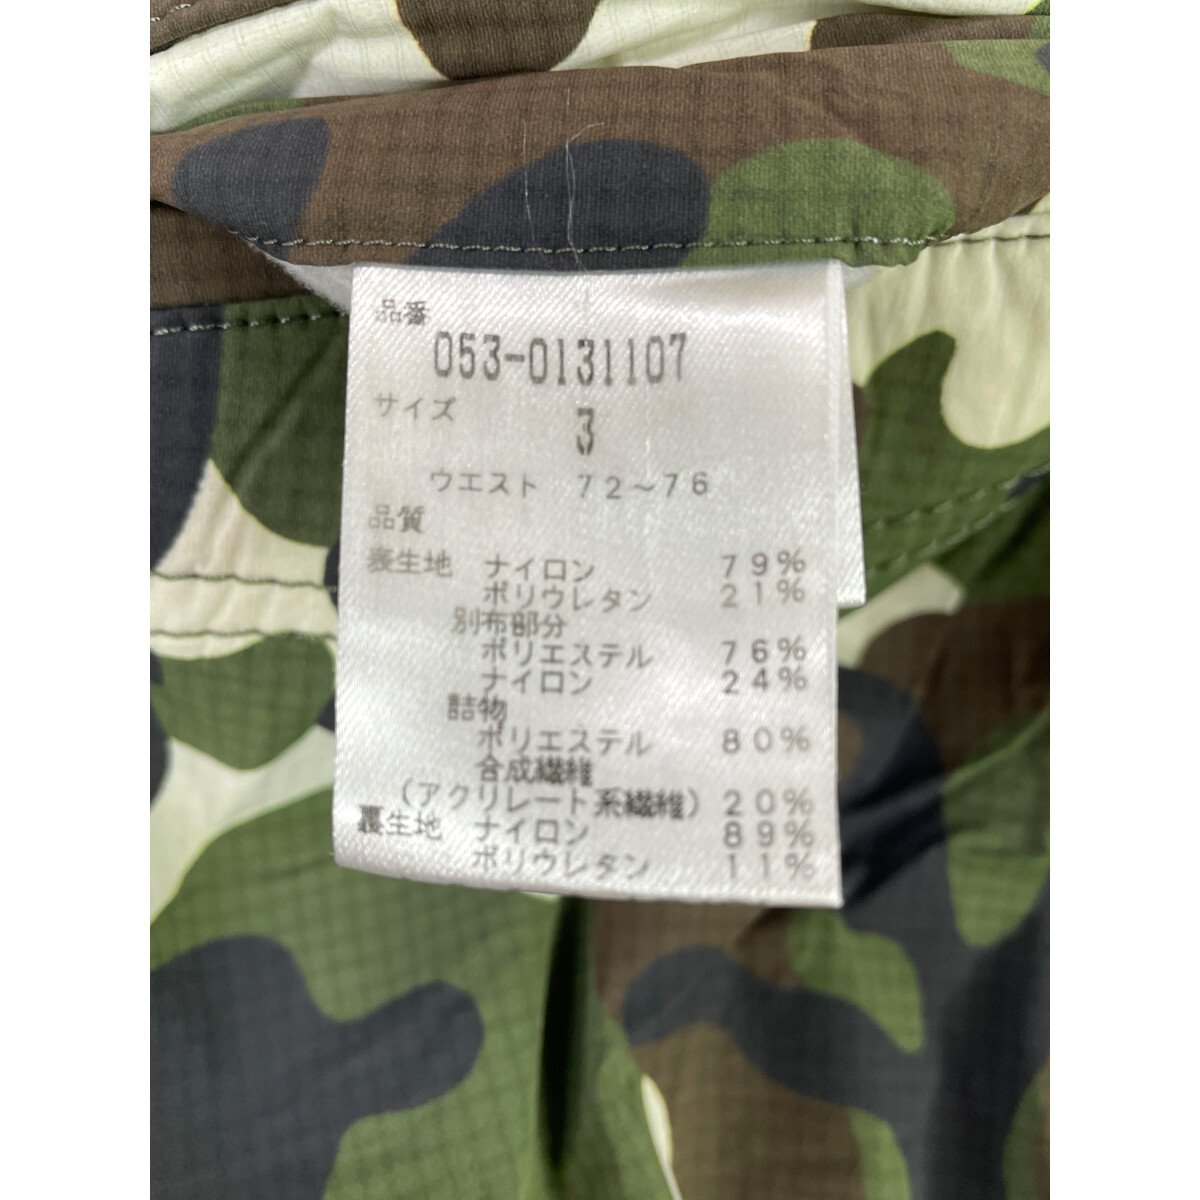 品番
053-0131107
サイズ
3
ウエスト 72～76
品質
表生地 ナイロン 79%
ポリウレタン 21%
別布部分
ポリエステル 76%
ナイロン 24%
詰物
ポリエステル 80%
合成繊維
(アクリレート系繊維) 20%
裏生地 ナイロン 89%
ポリウレタン 11%